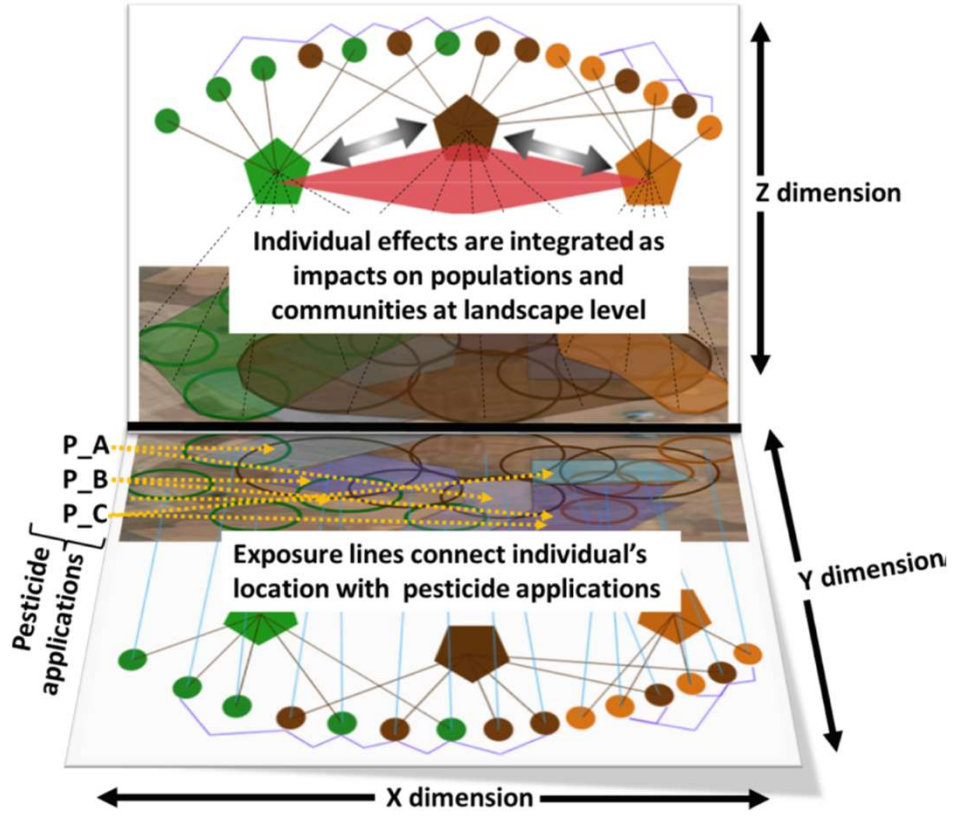 Z dimension
Individual effects are integrated as
impacts on populations and
communities at landscape level
P_A
P_B
P_C
Pesticide
applications
Exposure lines connect individual's
location with pesticide applications
Y dimension
X dimension